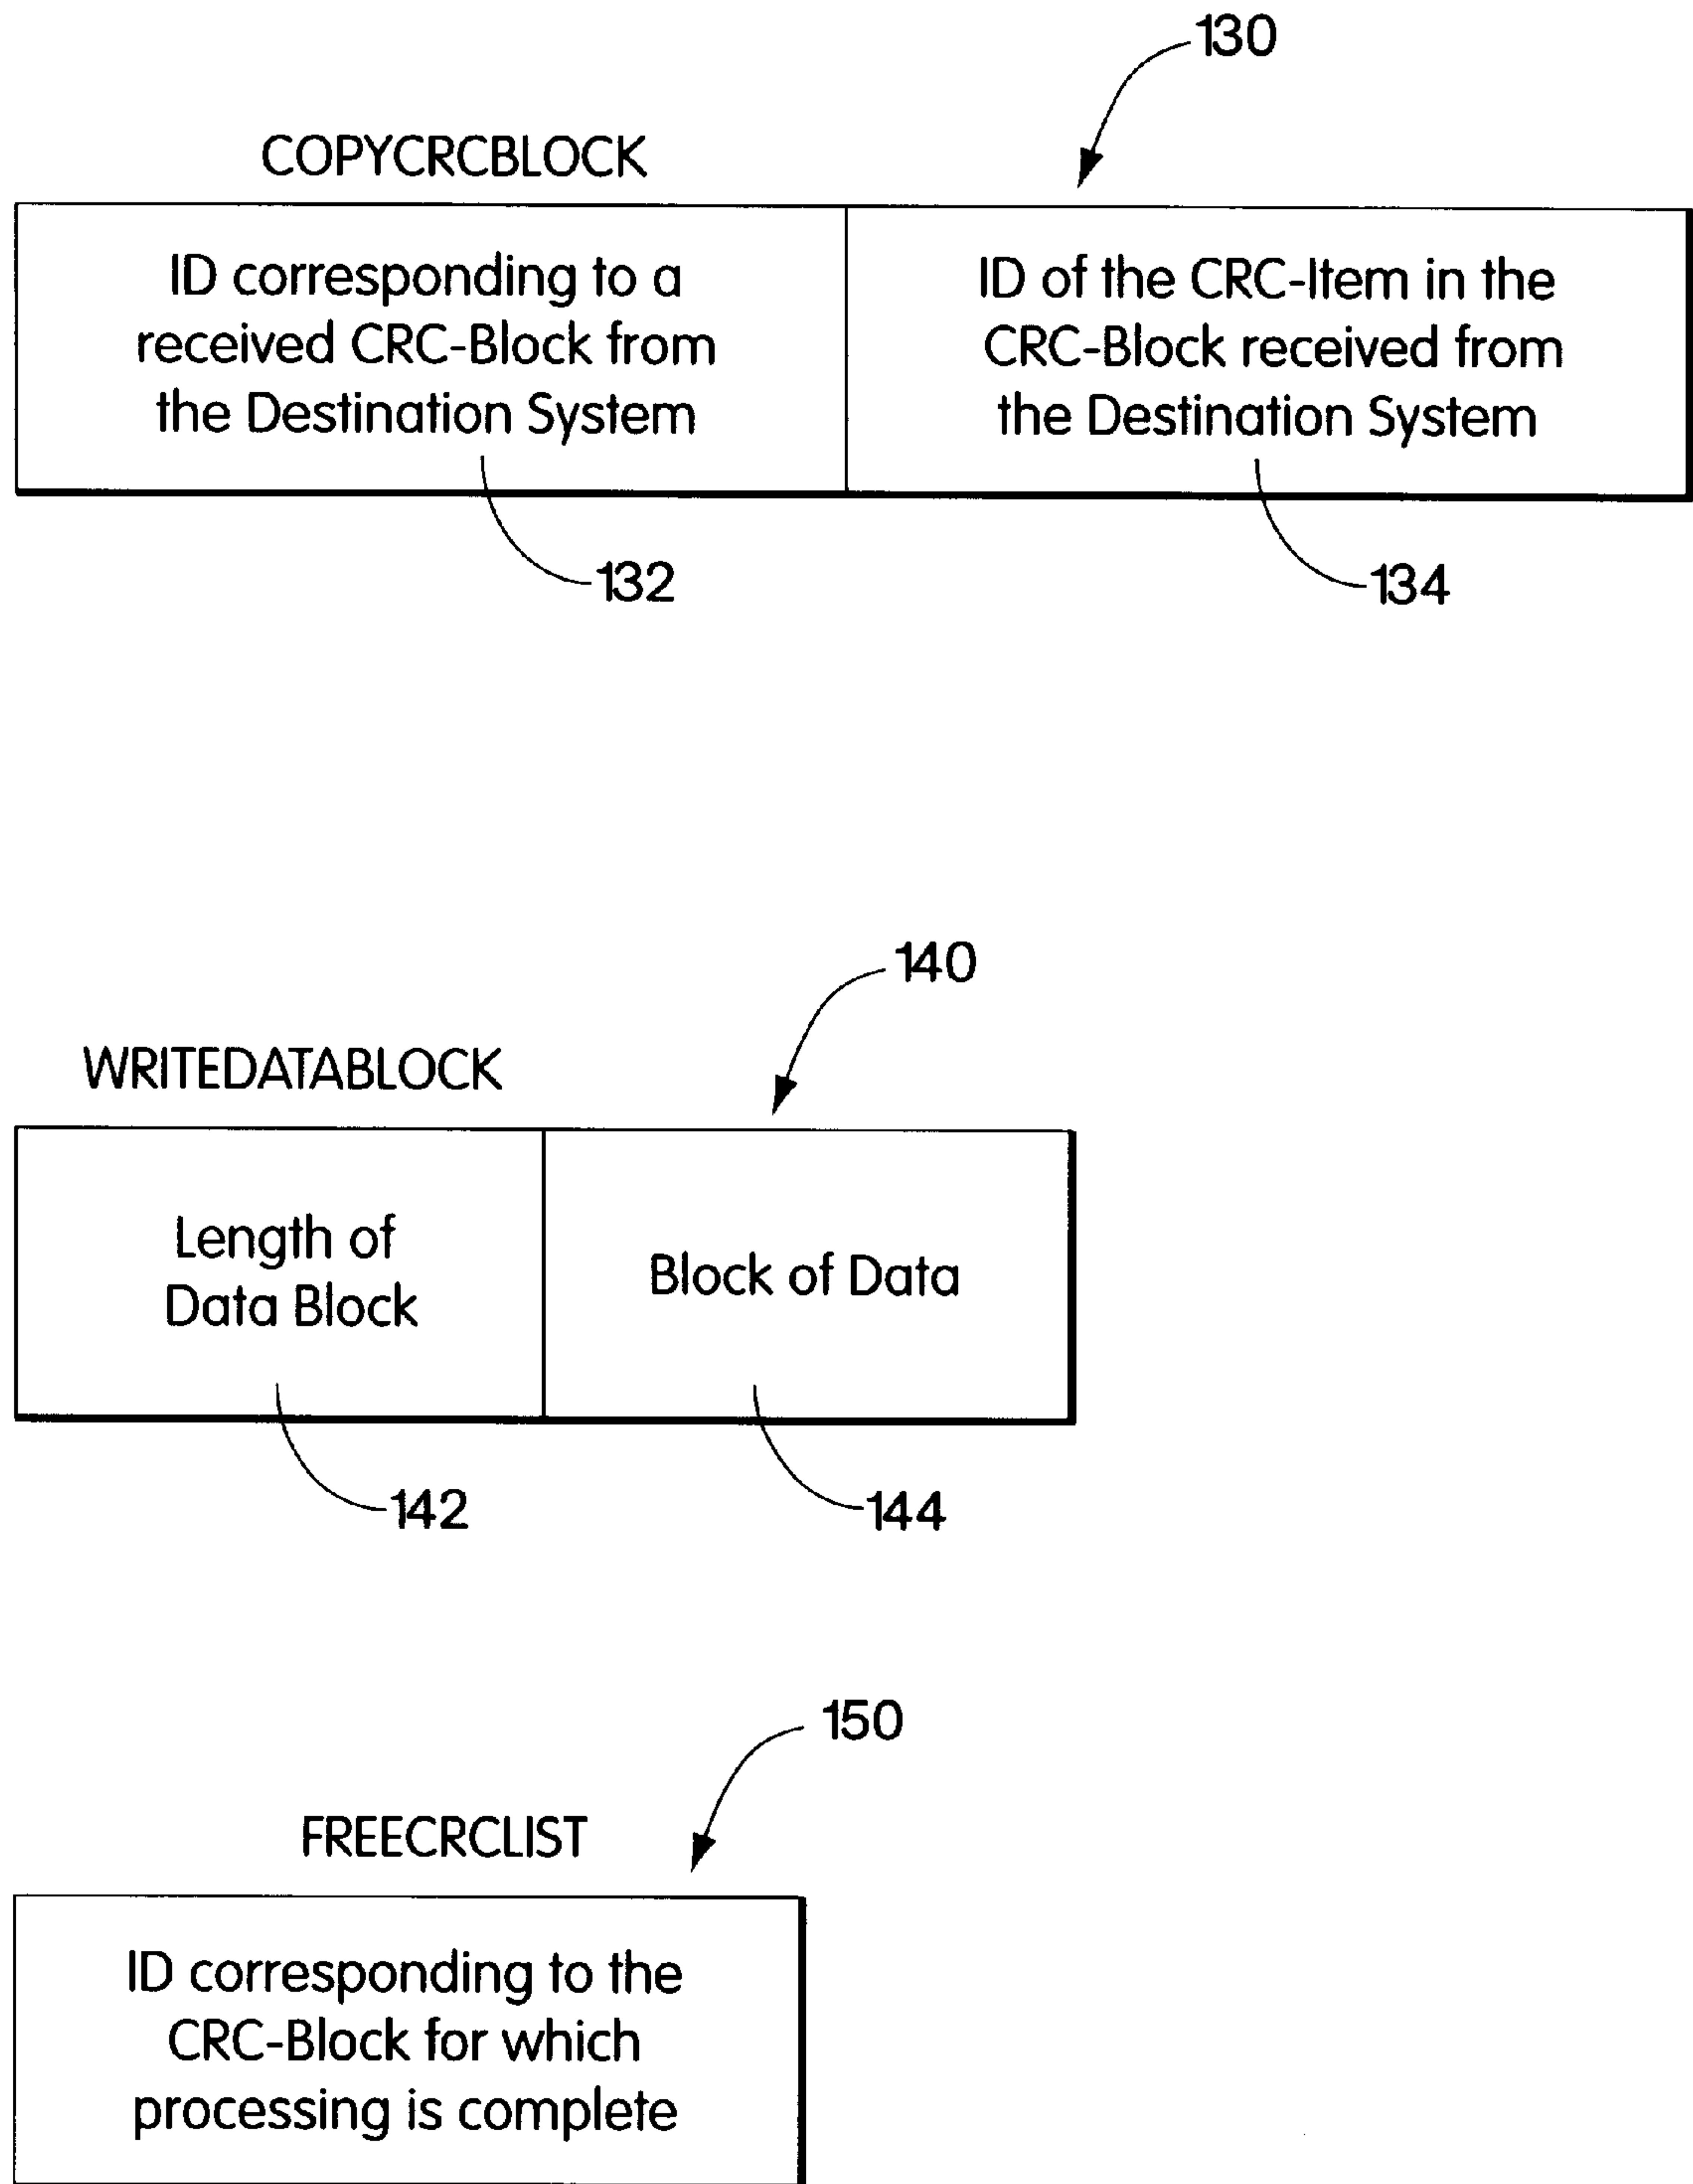 130
COPYCRCBLOCK
ID corresponding to a
received CRC-Block from
the Destination System
ID of the CRC-Item in the
CRC-Block received from
the Destination System
132
134
140
WRITEDATABLOCK
Length of
Data Block
Block of Data
142
144
150
FREECRCLIST
ID corresponding to the
CRC-Block for which
processing is complete